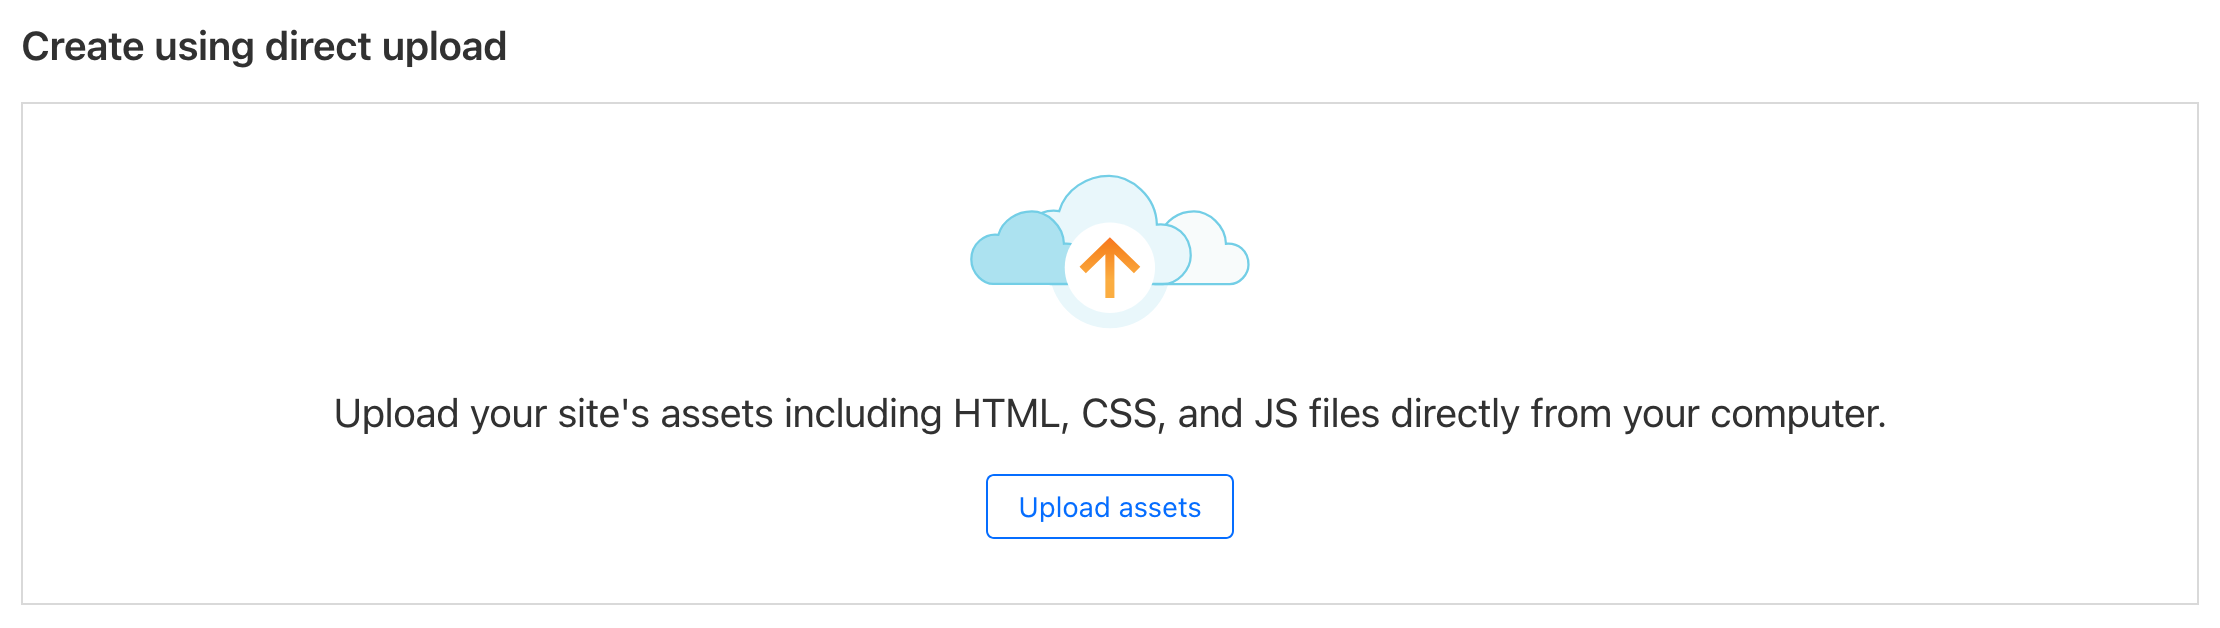 Create using direct upload
Upload your site's assets including HTML, CSS, and JS files directly from your computer.
Upload assets